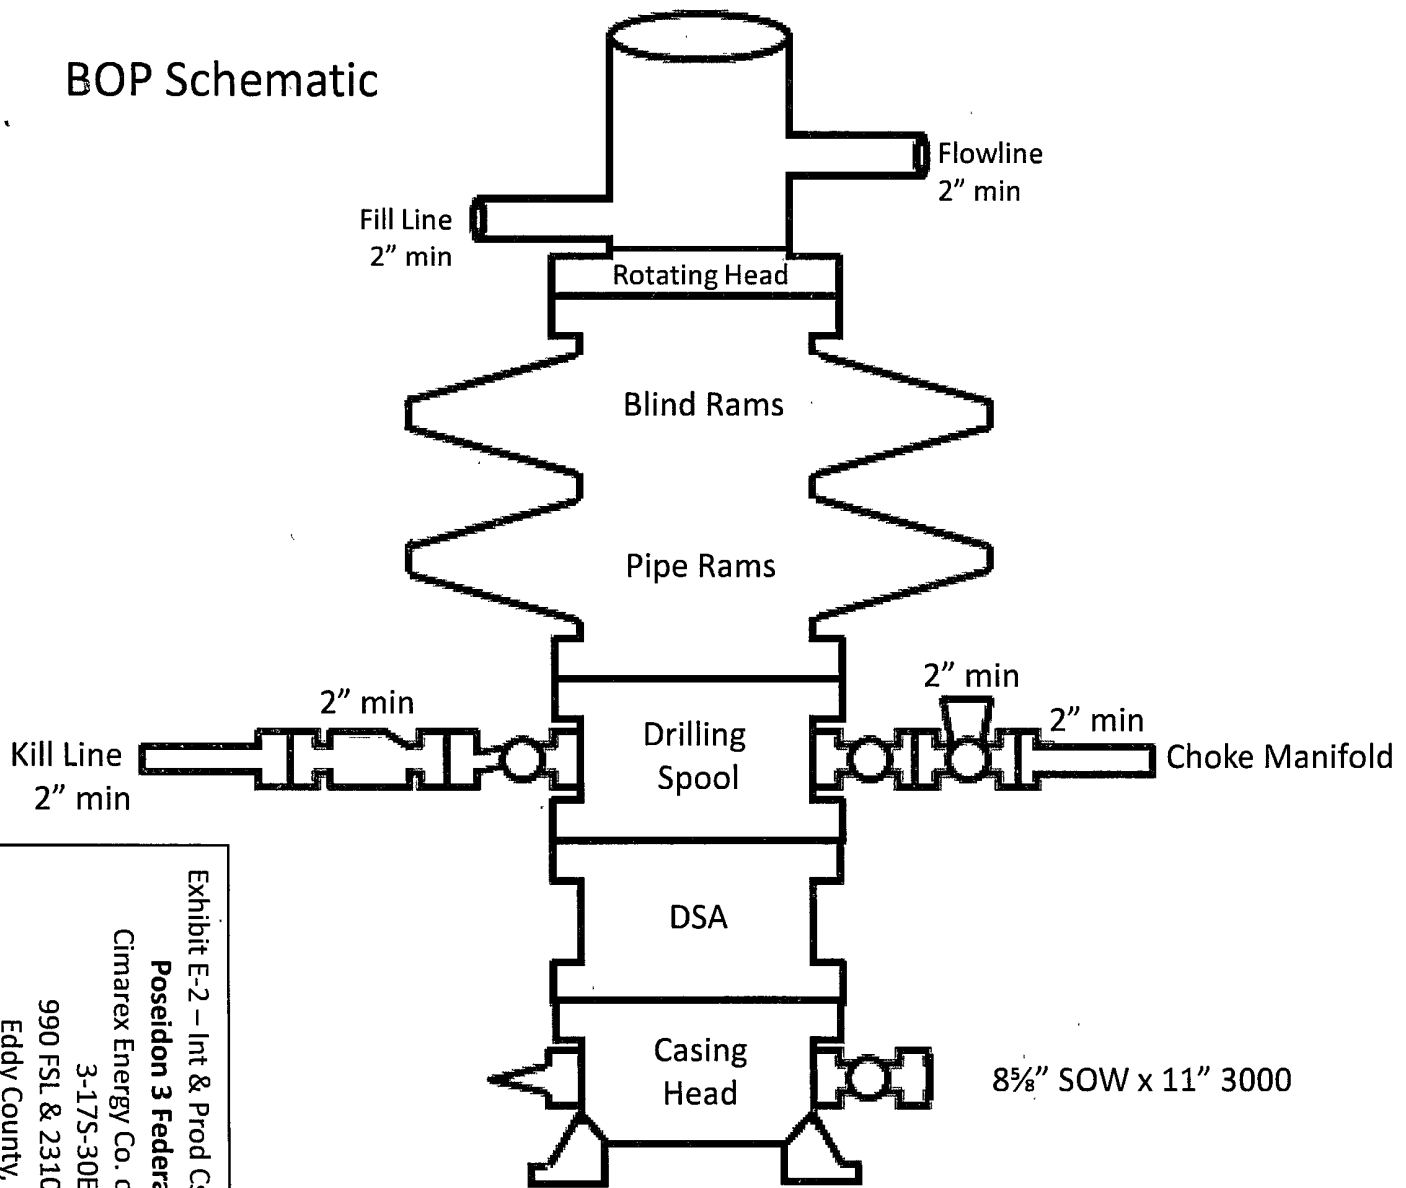 BOP Schematic
Flowline
2” min
Fill Line
2” min
Rotating Head
Blind Rams
Pipe Rams
2” min
2” min
2” min
Kill Line
2” min
Drilling
Spool
Choke Manifold
DSA
Casing
Head
8⅝” SOW x 11” 3000
Exhibit E-2 – Int & Prod
Poseidon 3
Cimarex Energy Co.
3-17S-30E
990 FSL & 2310
Eddy County,